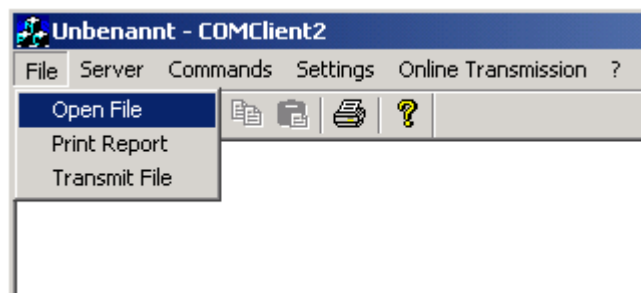 Unbenannt - COMClient2
File Server Commands Settings Online Transmission ?
Open File
Print Report
Transmit File